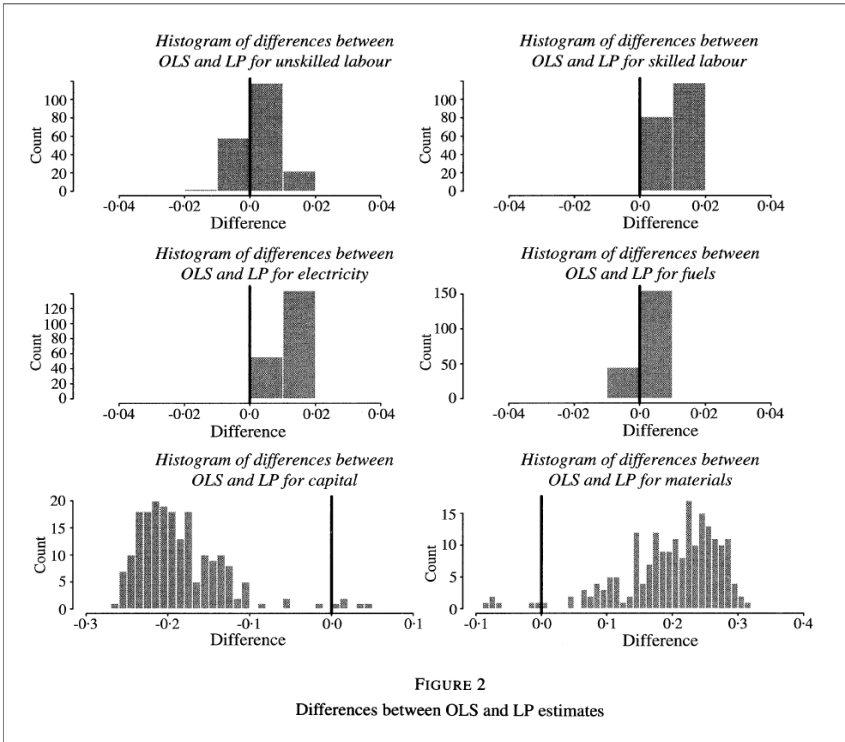 Histogram of differences between
OLS and LP for unskilled labour
Count
100
80
60
40
20
0
-0·04
-0·02
0·0
0·02
0·04
Difference
Histogram of differences between
OLS and LP for skilled labour
Count
100
80
60
40
20
0
-0·04
-0·02
0·0
0·02
0·04
Difference
Histogram of differences between
OLS and LP for electricity
Count
120
100
80
60
40
20
0
-0·04
-0·02
0·0
0·02
0·04
Difference
Histogram of differences between
OLS and LP for fuels
Count
150
100
50
0
-0·04
-0·02
0·0
0·02
0·04
Difference
Histogram of differences between
OLS and LP for capital
Count
20
15
10
5
0
-0·3
-0·2
-0·1
0·0
0·1
Difference
Histogram of differences between
OLS and LP for materials
Count
15
10
5
0
-0·1
0·0
0·1
0·2
0·3
0·4
Difference
FIGURE 2
Differences between OLS and LP estimates